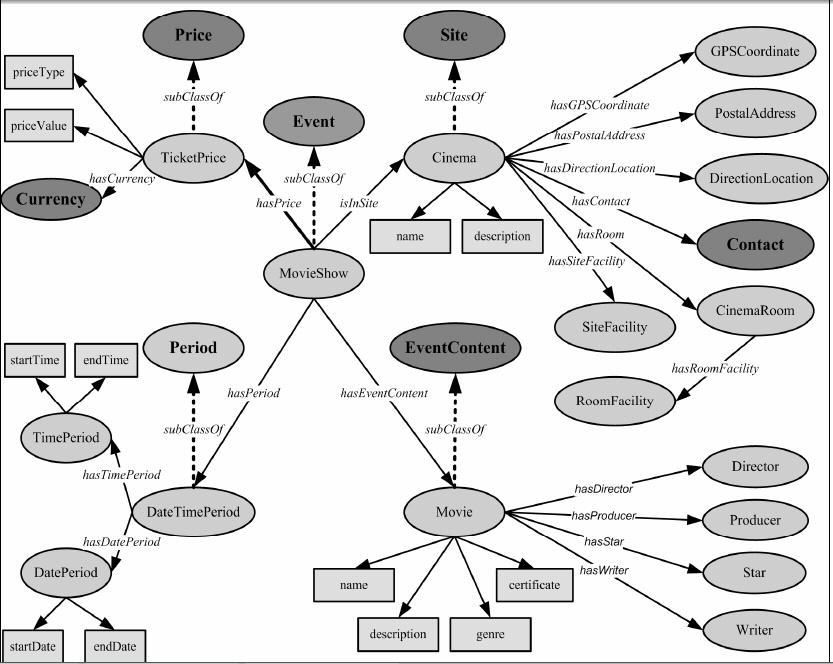 Price
Site
GPSCoordinate
priceType
subClassOf
subClassOf
hasGPSCoordinate
Event
PostalAddress
priceValue
hasPostalAddress
TicketPrice
Cinema
hasDirectionLocation
DirectionLocation
hasCurrency
subClassOf
Currency
hasPrice
isInSite
hasContact
name
description
hasRoom
Contact
hasSiteFacility
MovieShow
CinemaRoom
SiteFacility
Period
EventContent
startTime
endTime
hasRoomFacility
hasPeriod
hasEventContent
RoomFacility
subClassOf
subClassOf
TimePeriod
Director
hasTimePeriod
hasDirector
DateTimePeriod
Movie
hasProducer
Producer
hasDatePeriod
hasStar
DatePeriod
hasWriter
Star
name
certificate
description
genre
Writer
startDate
endDate